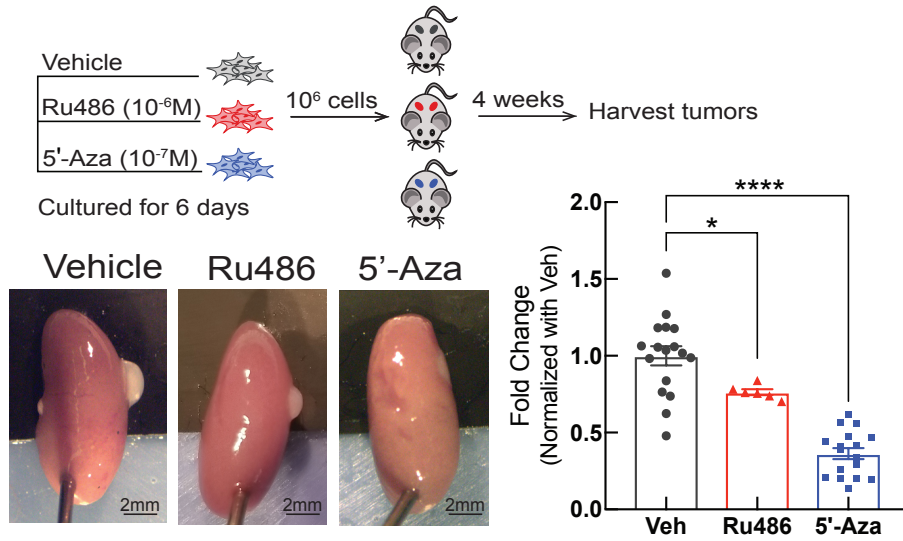 Vehicle
Ru486 (10⁻⁶M)
5'-Aza (10⁻⁷M)
Cultured for 6 days
10⁶ cells
4 weeks
Harvest tumors
Vehicle
Ru486
5'-Aza
2mm
2mm
2mm
Fold Change
(Normalized with Veh)
2.0
1.5
1.0
0.5
0.0
****
*
Veh
Ru486
5'-Aza